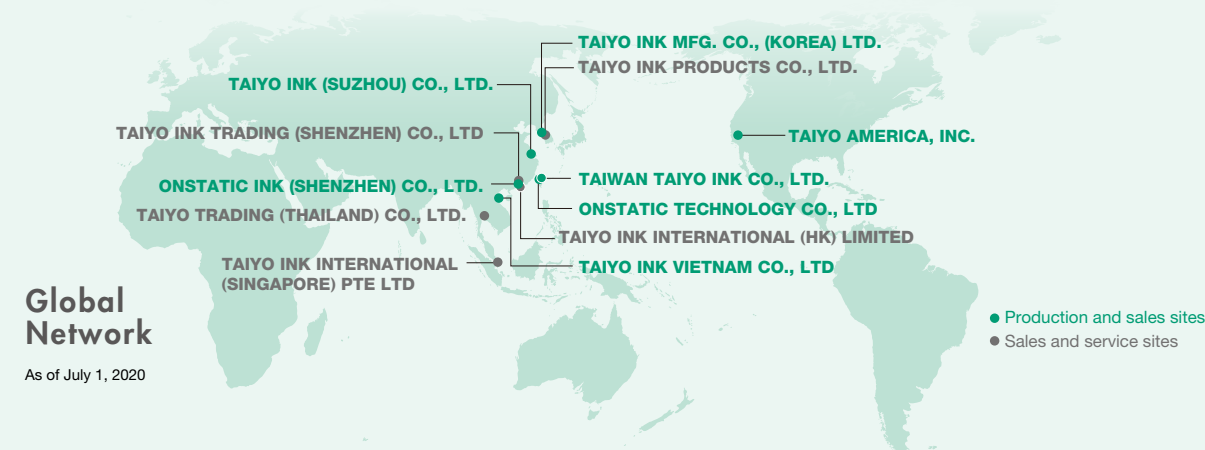 TAIYO INK MFG. CO., (KOREA) LTD.
TAIYO INK PRODUCTS CO., LTD.
TAIYO INK (SUZHOU) CO., LTD.
TAIYO INK TRADING (SHENZHEN) CO., LTD
TAIYO AMERICA, INC.
ONSTATIC INK (SHENZHEN) CO., LTD.
TAIWAN TAIYO INK CO., LTD.
ONSTATIC TECHNOLOGY CO., LTD
TAIYO TRADING (THAILAND) CO., LTD.
TAIYO INK INTERNATIONAL (HK) LIMITED
TAIYO INK INTERNATIONAL
(SINGAPORE) PTE LTD
TAIYO INK VIETNAM CO., LTD
Global
Network
As of July 1, 2020
Production and sales sites
Sales and service sites